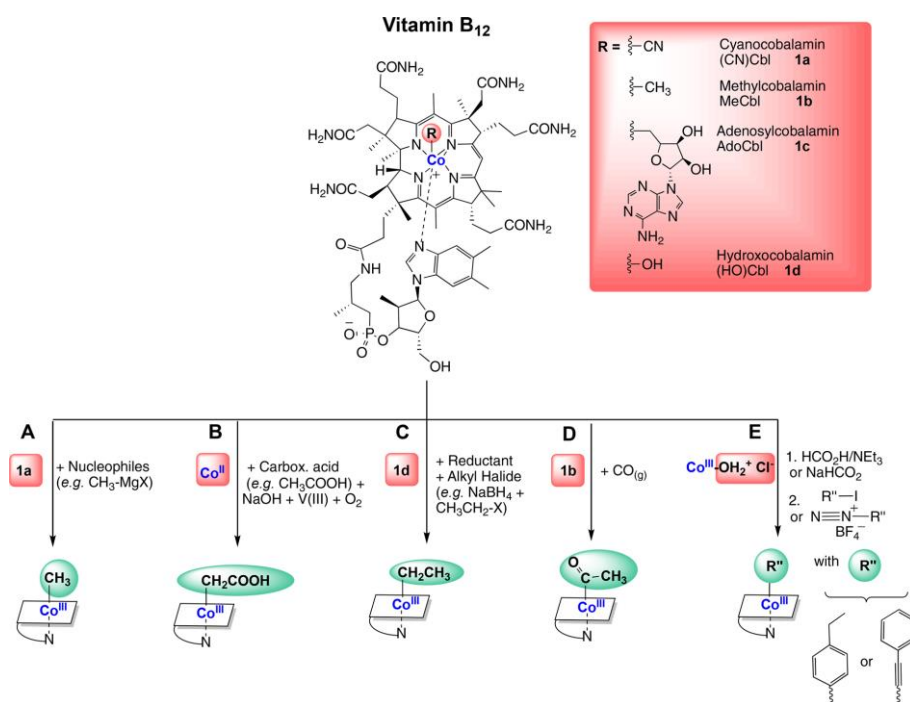 Vitamin B12
R = CN Cyanocobalamin
(CN)Cbl 1a
CH3 Methylcobalamin
MeCbl 1b
OH
O Adenosylcobalamin
OH AdoCbl 1c
N N
N N
NH2
OH Hydroxocobalamin
(HO)Cbl 1d
CONH2
CONH2 CONH2
H2N O R CONH2
N N
Co
+
H N N
H2N O
CONH2
O N
NH
N
O
O P O
⊖O
O
OH
A B C D E
1a + Nucleophiles
(e.g. CH3-MgX)
CoII + Carbox. acid
(e.g. CH3COOH) +
NaOH + V(III) + O2
1d + Reductant
+ Alkyl Halide
(e.g. NaBH4 +
CH3CH2-X)
1b + CO(g)
CoIII-OH2+ Cl-
1. HCO2H/NEt3
or NaHCO2
2. R"–I
or N≡N+–R"
BF4−
CH3
CoIII
N
CH2COOH
CoIII
N
CH2CH3
CoIII
N
O
C-CH3
CoIII
N
R"
CoIII
N
with R"
or